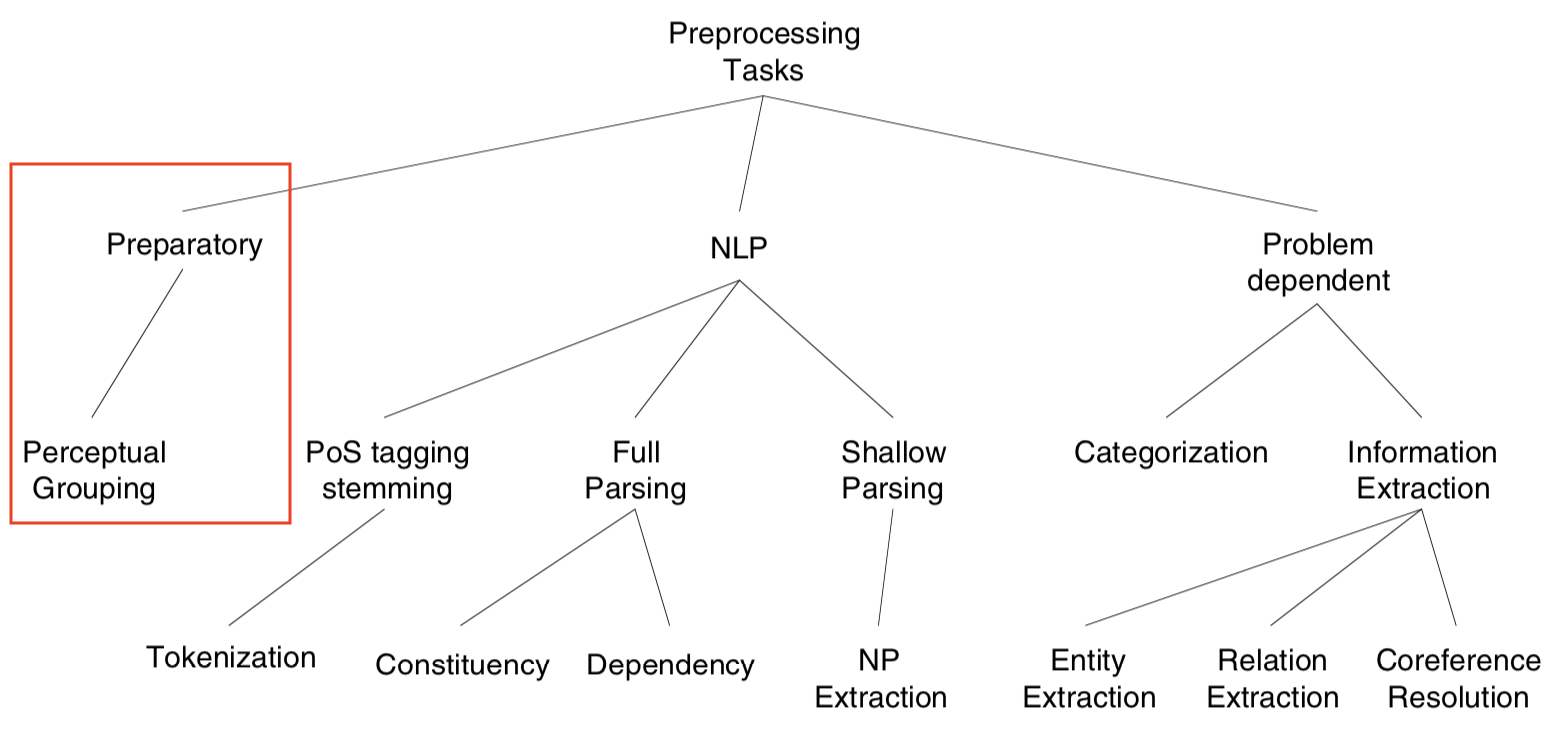 Preprocessing
Tasks
Preparatory
NLP
Problem
dependent
Perceptual
Grouping
PoS tagging
stemming
Full
Parsing
Shallow
Parsing
Categorization
Information
Extraction
Tokenization
Constituency
Dependency
NP
Extraction
Entity
Extraction
Relation
Extraction
Coreference
Resolution